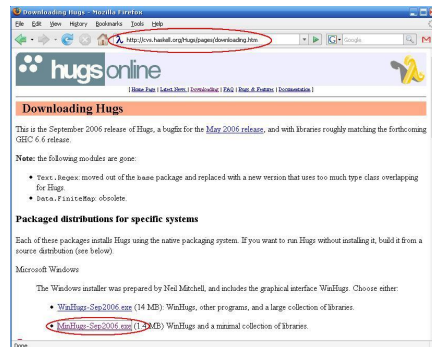 Downloading Hugs - Mozilla Firefox
File Edit View History Bookmarks Tools Help
http://cvs.haskell.org/Hugs/pages/downloading.htm
Google
hugs online
[ Home Page | Latest News | Downloading | FAQ | Bugs & Features | Documentation ]
Downloading Hugs
This is the September 2006 release of Hugs, a bugfix for the May 2006 release, and with libraries roughly matching the forthcoming
GHC 6.6 release.
Note: the following modules are gone:
• Text.Regex: moved out of the base package and replaced with a new version that uses too much type class overlapping
for Hugs.
• Data.FiniteMap: obsolete.
Packaged distributions for specific systems
Each of these packages installs Hugs using the native packaging system. If you want to run Hugs without installing it, build it from a
source distribution (see below).
Microsoft Windows
The Windows installer was prepared by Neil Mitchell, and includes the graphical interface WinHugs. Choose either:
• WinHugs-Sep2006.exe (14 MB): WinHugs, other programs, and a large collection of libraries.
• MinHugs-Sep2006.exe (1.4 MB) WinHugs and a minimal collection of libraries.
Done